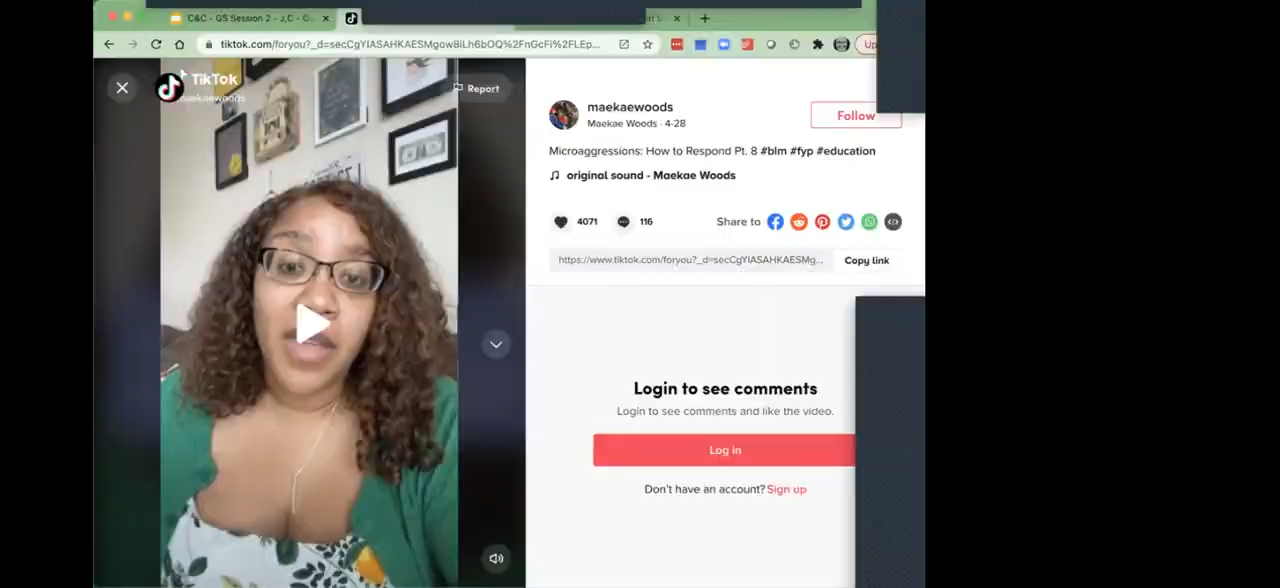 C&C - GS Session 2 - J,C - G
tiktok.com/foryou?_d=secCgYIASAHKAESMgow8iLh6bOQ%2FnGcFi%2FLEp...
Up
TikTok
maekaewoods
Report
maekaewoods
Maekae Woods · 4-28
Follow
Microaggressions: How to Respond Pt. 8 #blm #fyp #education
original sound - Maekae Woods
4071
116
Share to
https://www.tiktok.com/foryou?_d=secCgYIASAHKAESMg...
Copy link
Login to see comments
Login to see comments and like the video.
Log in
Don't have an account? Sign up